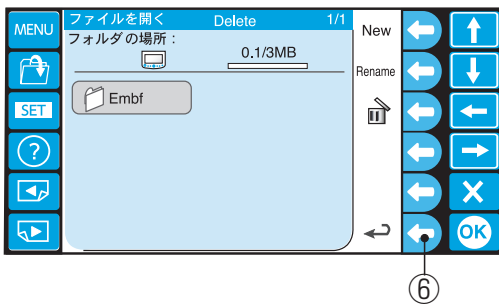 MENU
ファイルを開く Delete 1/1
フォルダの場所：
0.1/3MB
New
Rename
SET
Embf
?
OK
⑥